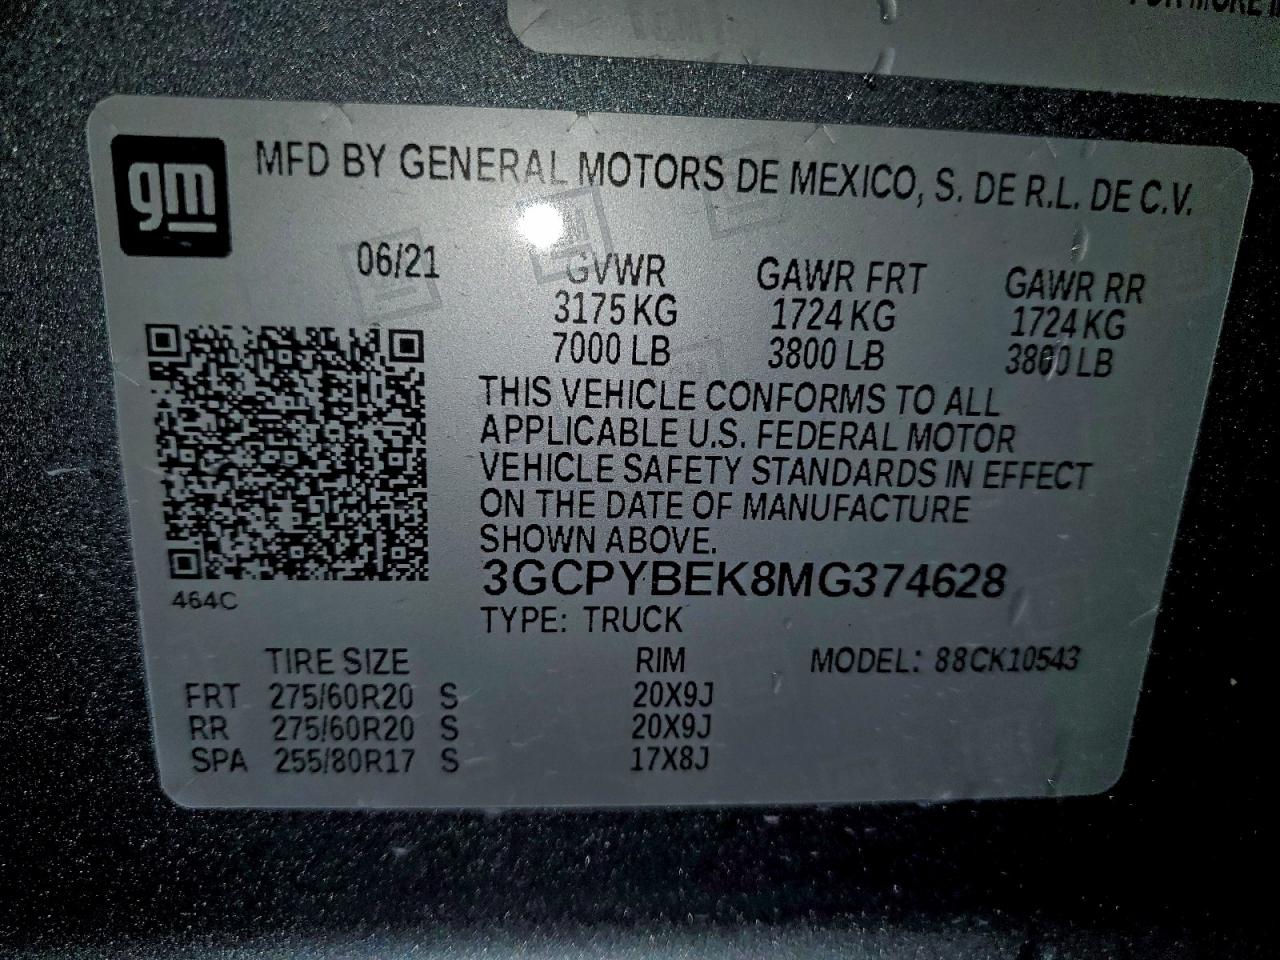 gm
MFD BY GENERAL MOTORS DE MEXICO, S. DE R.L. DE C.V.
06/21
GVWR GAWR FRT GAWR RR
3175 KG 1724 KG 1724 KG
7000 LB 3800 LB 3800 LB
THIS VEHICLE CONFORMS TO ALL
APPLICABLE U.S. FEDERAL MOTOR
VEHICLE SAFETY STANDARDS IN EFFECT
ON THE DATE OF MANUFACTURE
SHOWN ABOVE.
3GCPYBEK8MG374628
464C
TYPE: TRUCK
TIRE SIZE RIM MODEL: 88CK10543
FRT 275/60R20 S 20X9J
RR 275/60R20 S 20X9J
SPA 255/80R17 S 17X8J